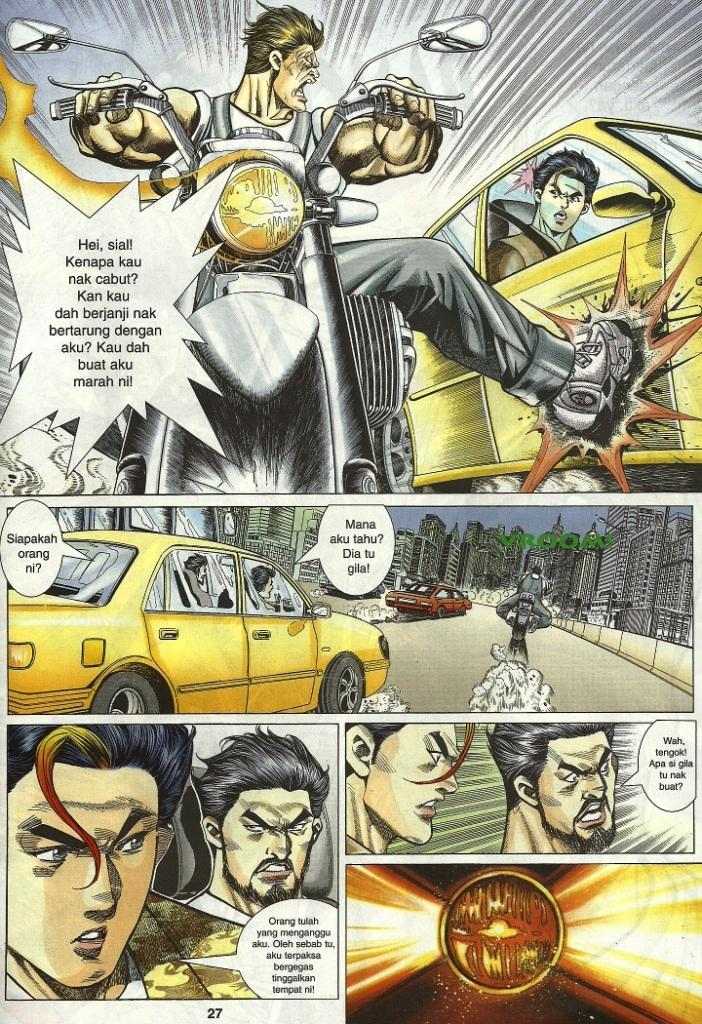 Hei, sial!
Kenapa kau
nak cabut?
Kan kau
dah berjanji nak
bertarung dengan
aku? Kau dah
buat aku
marah ni!
Siapakah
orang
ni?
Mana
aku tahu?
Dia tu
gila!
VROOAM
Orang tulah
yang menganggu
aku. Oleh sebab tu,
aku terpaksa
bergegas
tinggalkan
tempat ni!
Wah,
tengok!
Apa si gila
tu nak
buat?
27